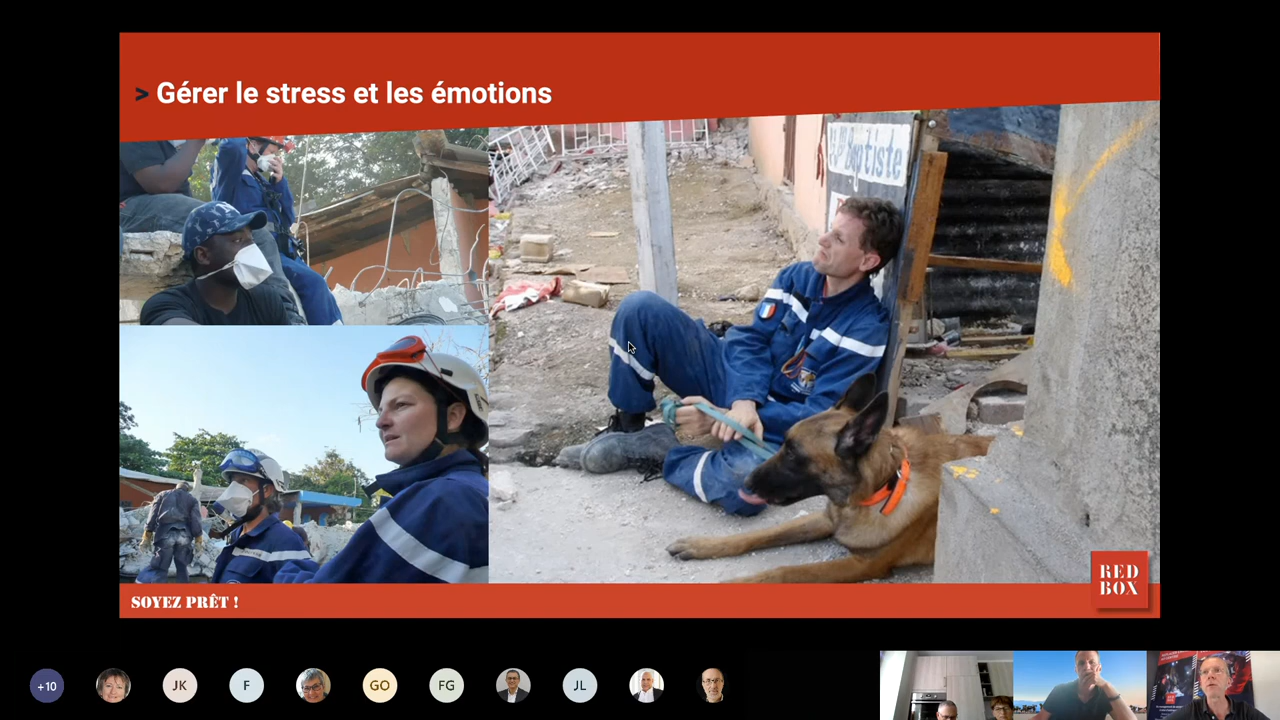 > Gérer le stress et les émotions
Baptiste
SOYEZ PRÊT !
RED
BOX
+10
JK
F
GO
FG
JL